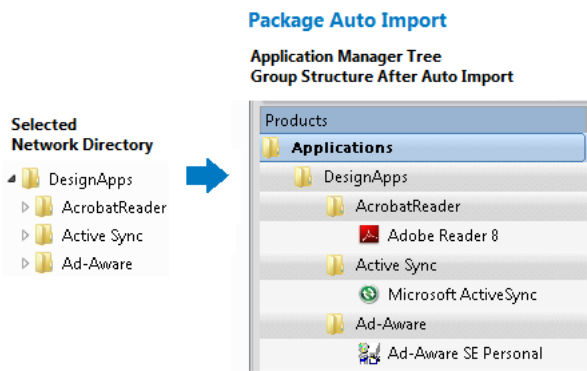 Package Auto Import
Application Manager Tree
Group Structure After Auto Import
Selected
Network Directory
DesignApps
AcrobatReader
Active Sync
Ad-Aware
Products
Applications
DesignApps
AcrobatReader
Adobe Reader 8
Active Sync
Microsoft ActiveSync
Ad-Aware
Ad-Aware SE Personal